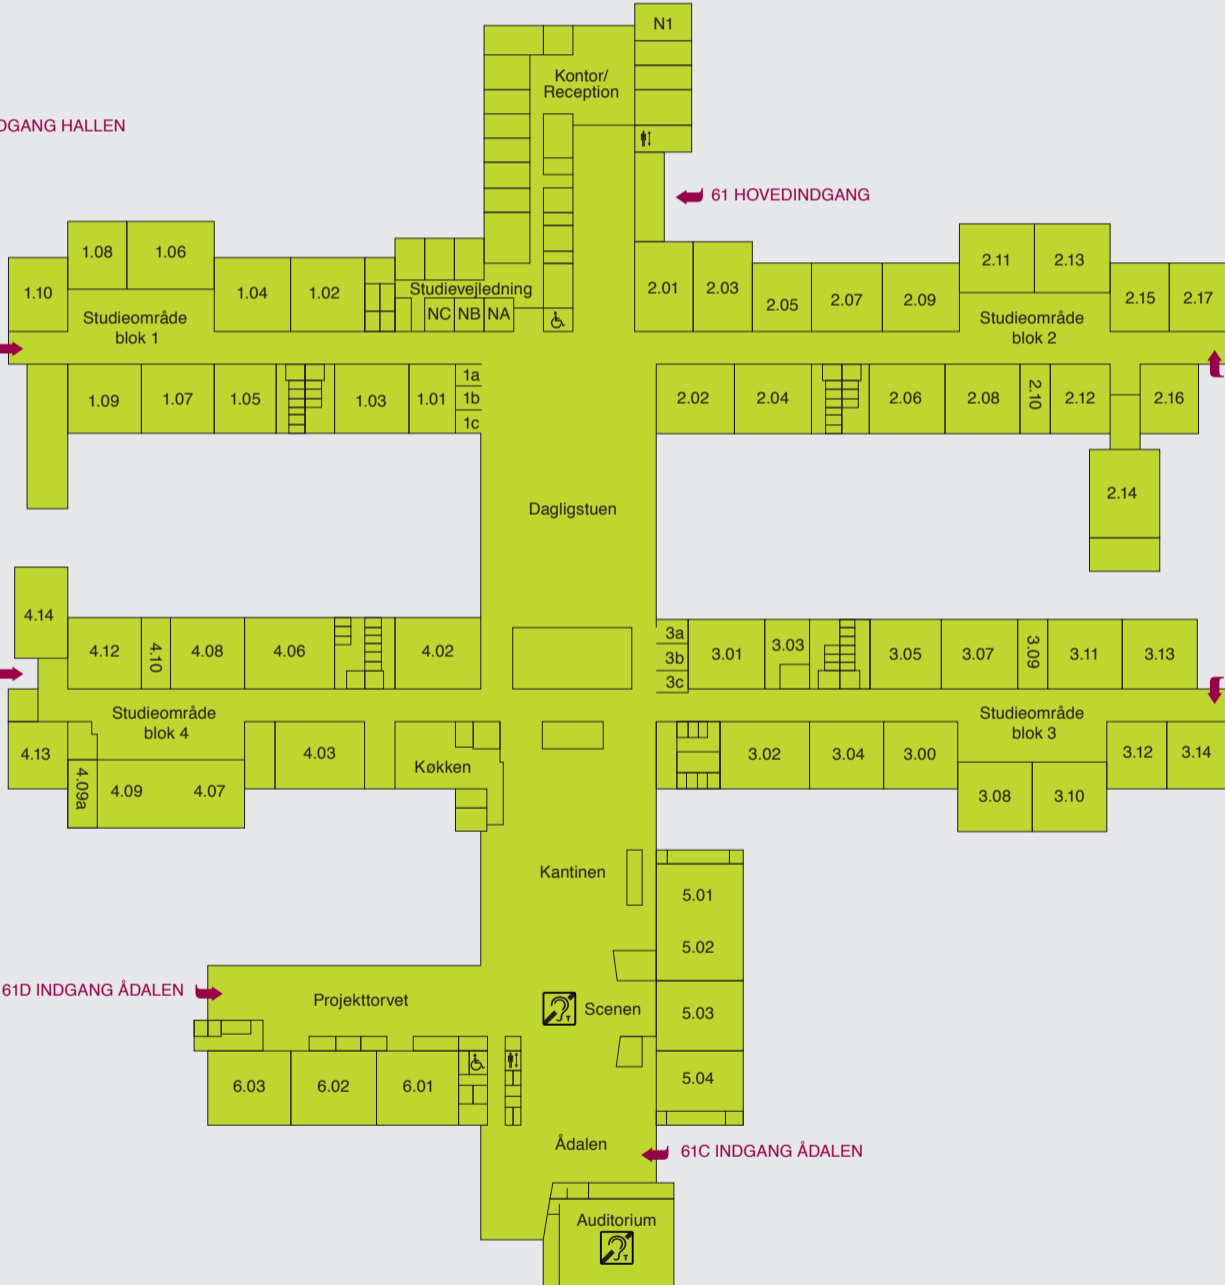 N1
Kontor/
Reception
DGANG HALLEN
61 HOVEDINDGANG
1.08
1.06
2.11
2.13
1.10
1.04
1.02
Studievejledning
2.01
2.03
2.05
2.07
2.09
2.15
2.17
NC
NB
NA
Studieområde
blok 1
Studieområde
blok 2
1.09
1.07
1.05
1.03
1.01
1a
1b
1c
2.02
2.04
2.06
2.08
2.10
2.12
2.16
2.14
Dagligstuen
4.14
4.12
4.10
4.08
4.06
4.02
3a
3b
3c
3.01
3.03
3.05
3.07
3.09
3.11
3.13
Studieområde
blok 4
Studieområde
blok 3
4.13
4.03
Køkken
3.02
3.04
3.00
3.12
3.14
4.09a
4.09
4.07
3.08
3.10
Kantinen
5.01
5.02
61D INDGANG ÅDALEN
Projekttorvet
T
Scenen
5.03
6.03
6.02
6.01
5.04
Ådalen
61C INDGANG ÅDALEN
Auditorium
T